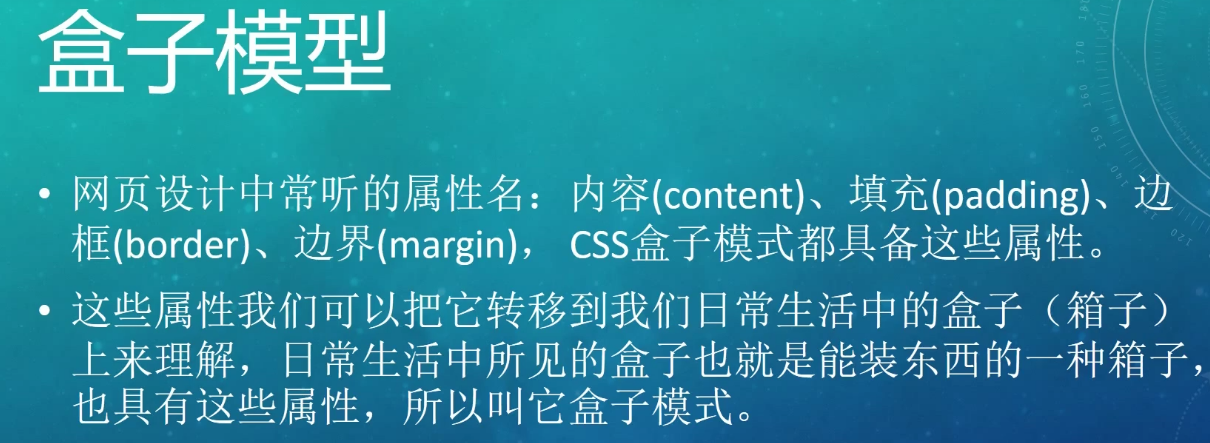 盒子模型
• 网页设计中常听的属性名：内容(content)、填充(padding)、边
框(border)、边界(margin)， CSS盒子模式都具备这些属性。
• 这些属性我们可以把它转移到我们日常生活中的盒子（箱子）
上来理解，日常生活中所见的盒子也就是能装东西的一种箱子，
也具有这些属性，所以叫它盒子模式。
170
160
150
140
120